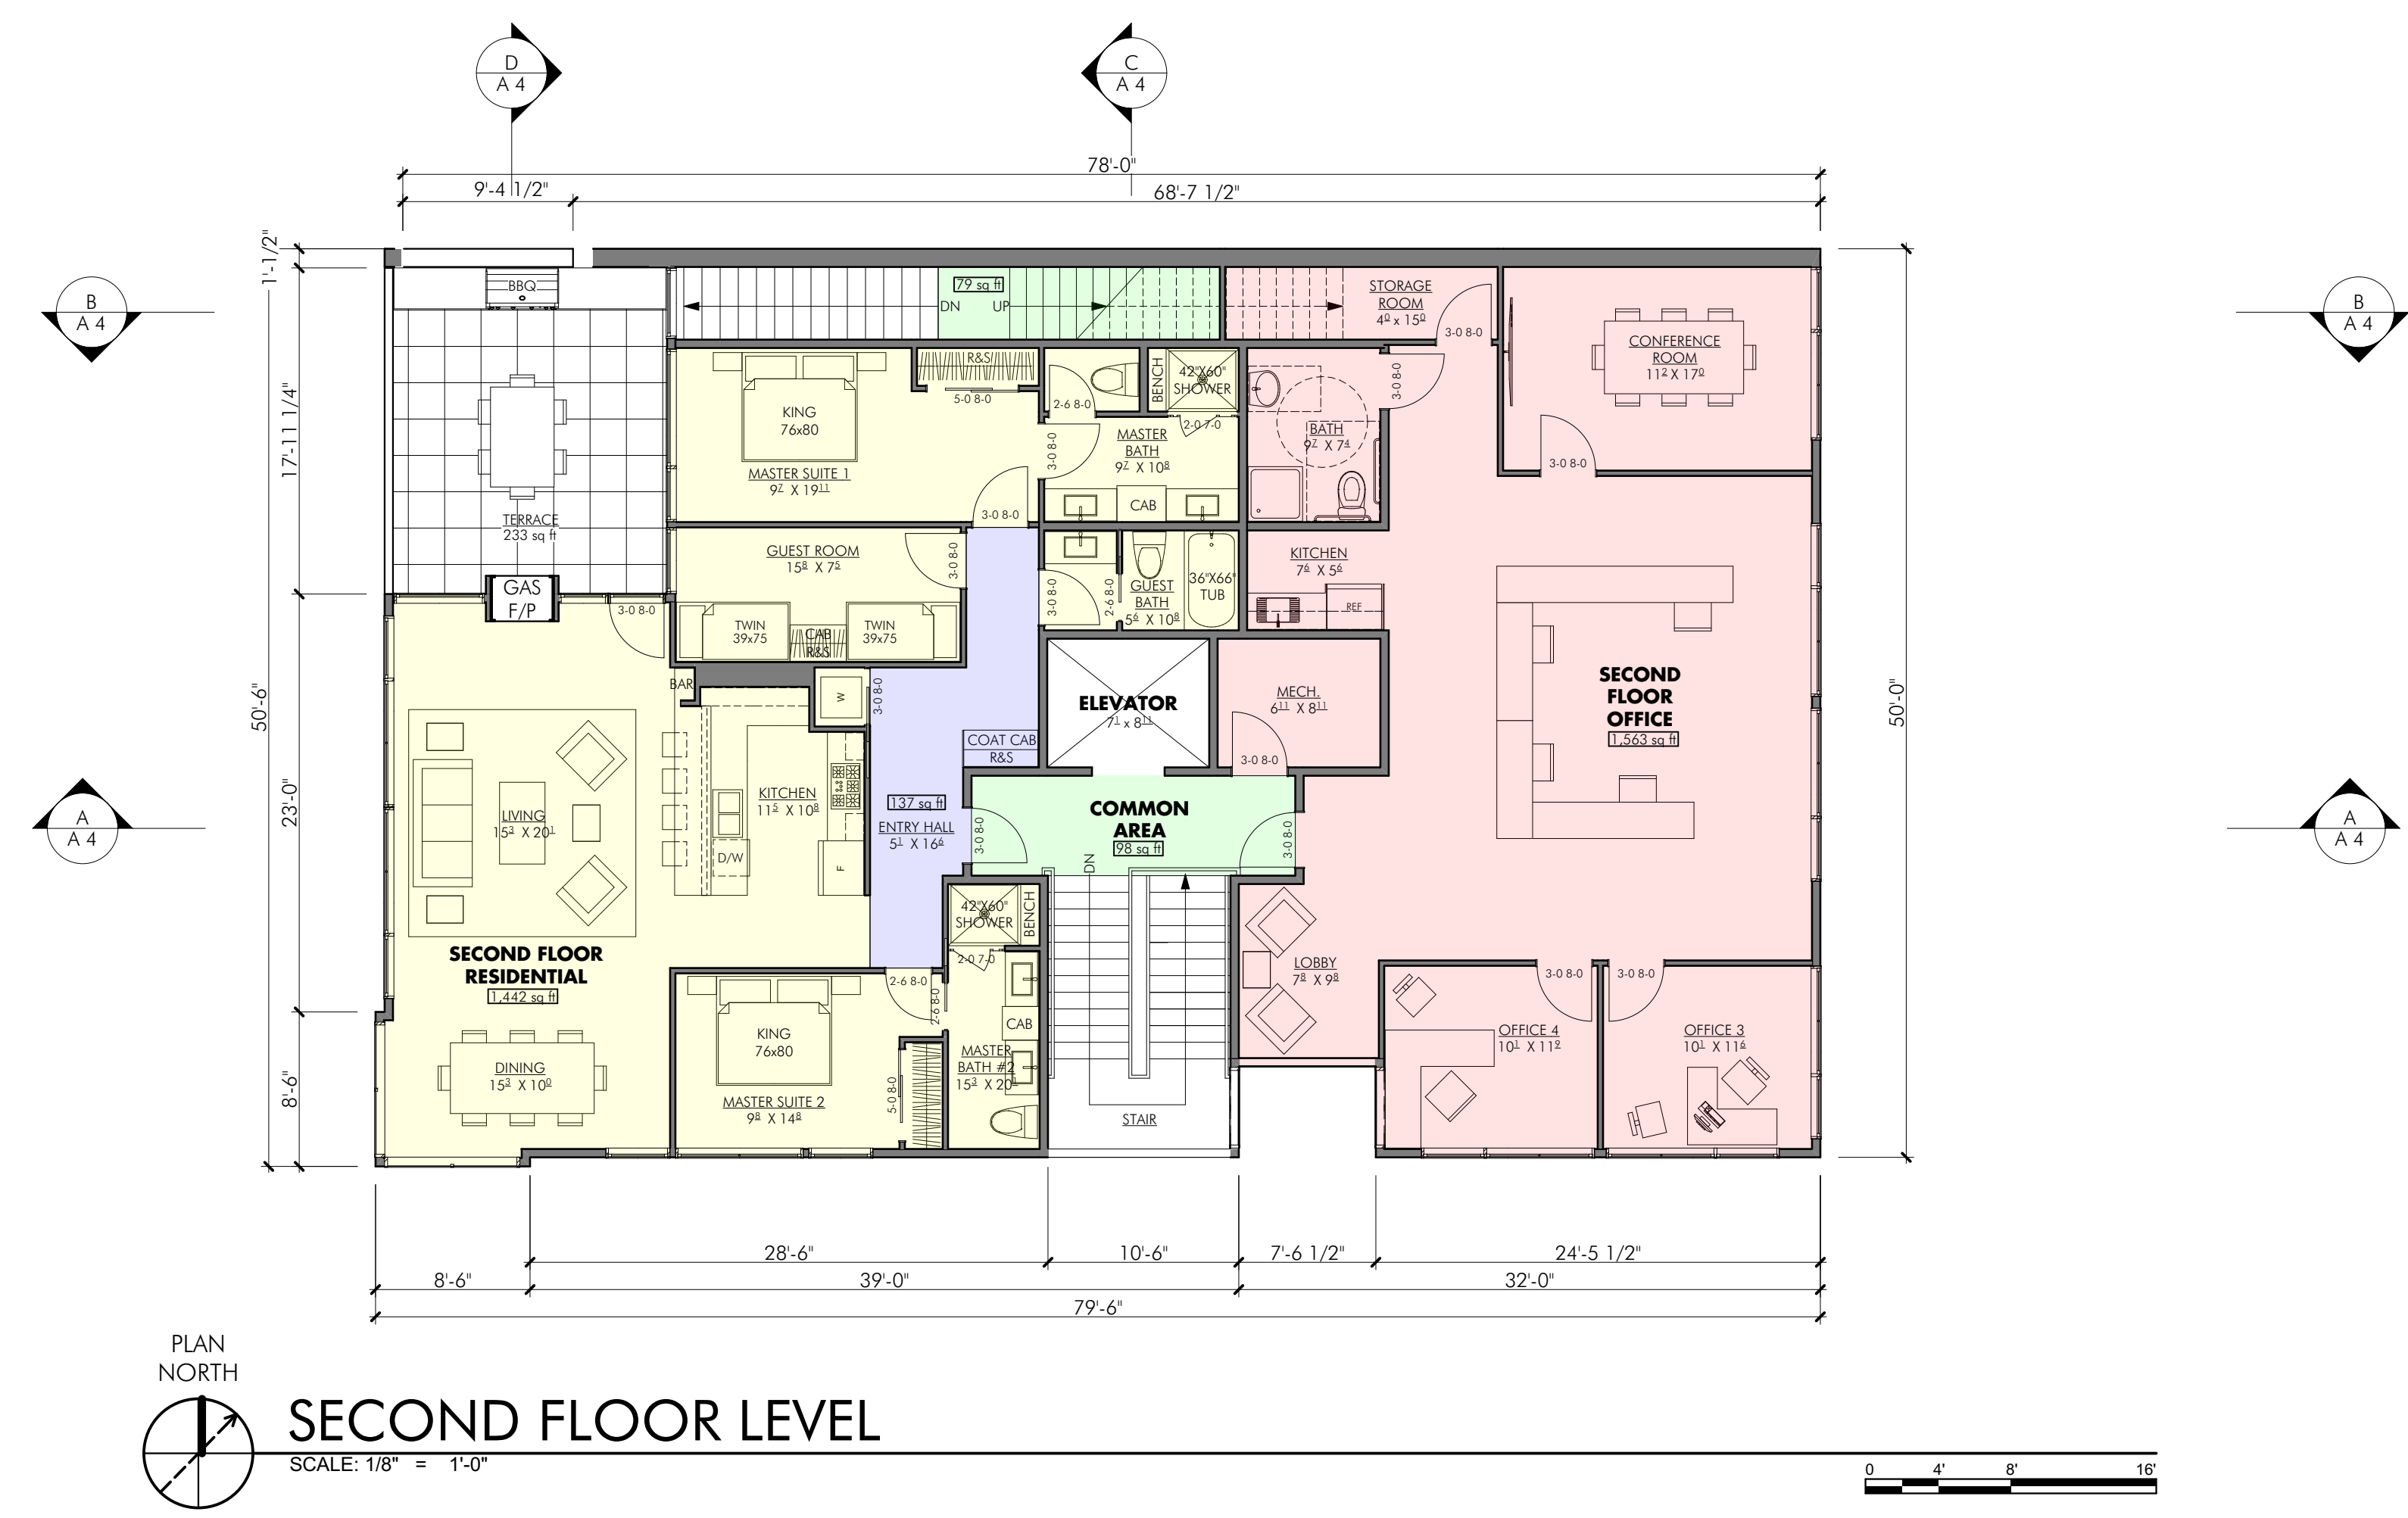 D
A 4
C
A 4
78'-0"
9'-4 1/2"
68'-7 1/2"
1'-1/2"
17'-11 1/4"
50'-6"
23'-0"
8'-6"
50'-0"
B
A 4
B
A 4
A
A 4
A
A 4
BBQ
TERRACE
233 sq ft
GAS
F/P
3-0 8-0
79 sq ft
DN
UP
STORAGE
ROOM
4⁰ x 15⁰
3-0 8-0
CONFERENCE
ROOM
11² X 17⁰
3-0 8-0
KING
76x80
MASTER SUITE 1
9⁷ X 19¹¹
R&S
5-0 8-0
3-0 8-0
3-0 8-0
2-6 8-0
BENCH
42"X60"
SHOWER
2-0 7-0
MASTER
BATH
9⁷ X 10⁸
CAB
BATH
9⁷ X 7⁴
3-0 8-0
GUEST ROOM
15⁸ X 7⁵
3-0 8-0
TWIN
39x75
CAB
R&S
TWIN
39x75
3-0 8-0
2-6 8-0
GUEST
BATH
5⁶ X 10⁸
36"X66"
TUB
KITCHEN
7⁶ X 5⁶
REF
BAR
W
3-0 8-0
COAT CAB
R&S
ELEVATOR
7¹ x 8¹¹
MECH.
6¹¹ X 8¹¹
3-0 8-0
SECOND
FLOOR
OFFICE
1,563 sq ft
LIVING
15³ X 20¹
KITCHEN
11⁵ X 10⁸
D/W
F
137 sq ft
ENTRY HALL
5¹ X 16⁶
3-0 8-0
COMMON
AREA
98 sq ft
3-0 8-0
DN
42"X60"
SHOWER
BENCH
2-0 7-0
SECOND FLOOR
RESIDENTIAL
1,442 sq ft
2-6 8-0
2-6 8-0
KING
76x80
MASTER SUITE 2
9⁸ X 14⁸
5-0 8-0
CAB
MASTER
BATH #2
15³ X 20
STAIR
LOBBY
7⁸ X 9⁸
3-0 8-0
3-0 8-0
OFFICE 4
10¹ X 11⁹
OFFICE 3
10¹ X 11⁶
DINING
15³ X 10⁰
28'-6"
10'-6"
7'-6 1/2"
24'-5 1/2"
8'-6"
39'-0"
32'-0"
79'-6"
PLAN
NORTH
SECOND FLOOR LEVEL
SCALE: 1/8" = 1'-0"
0 4' 8' 16'